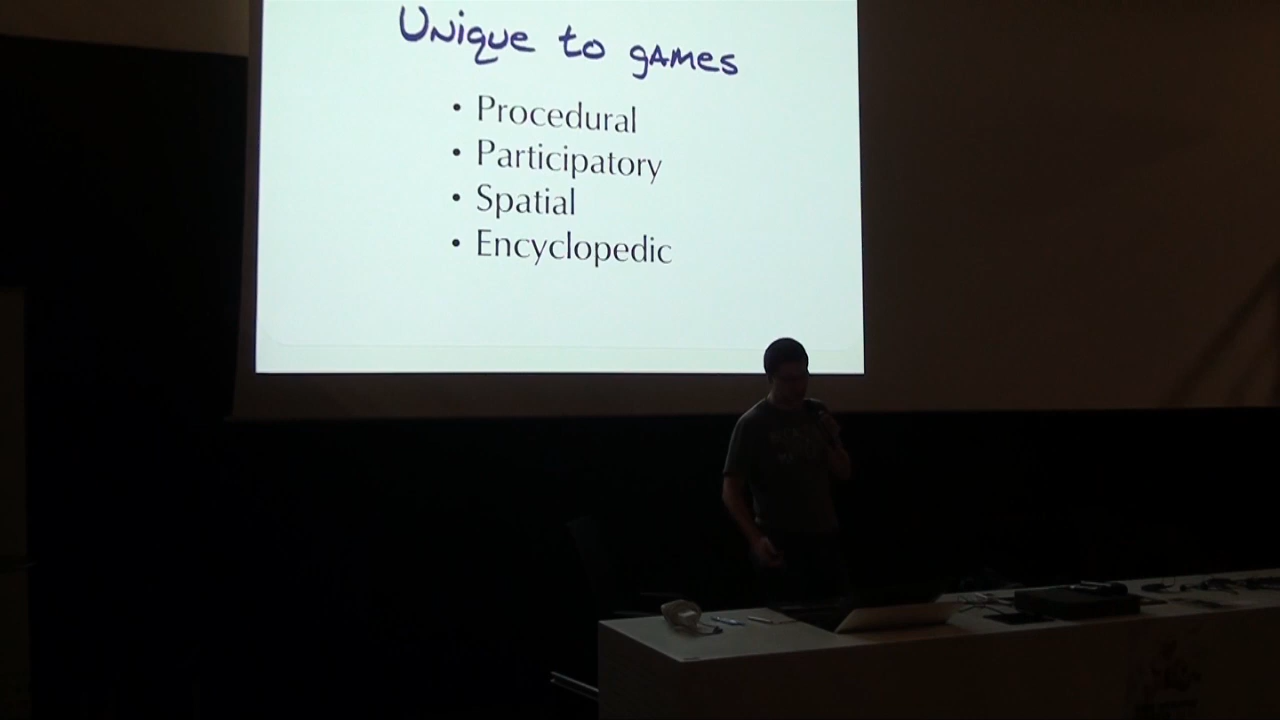 Unique to games
• Procedural
• Participatory
• Spatial
• Encyclopedic